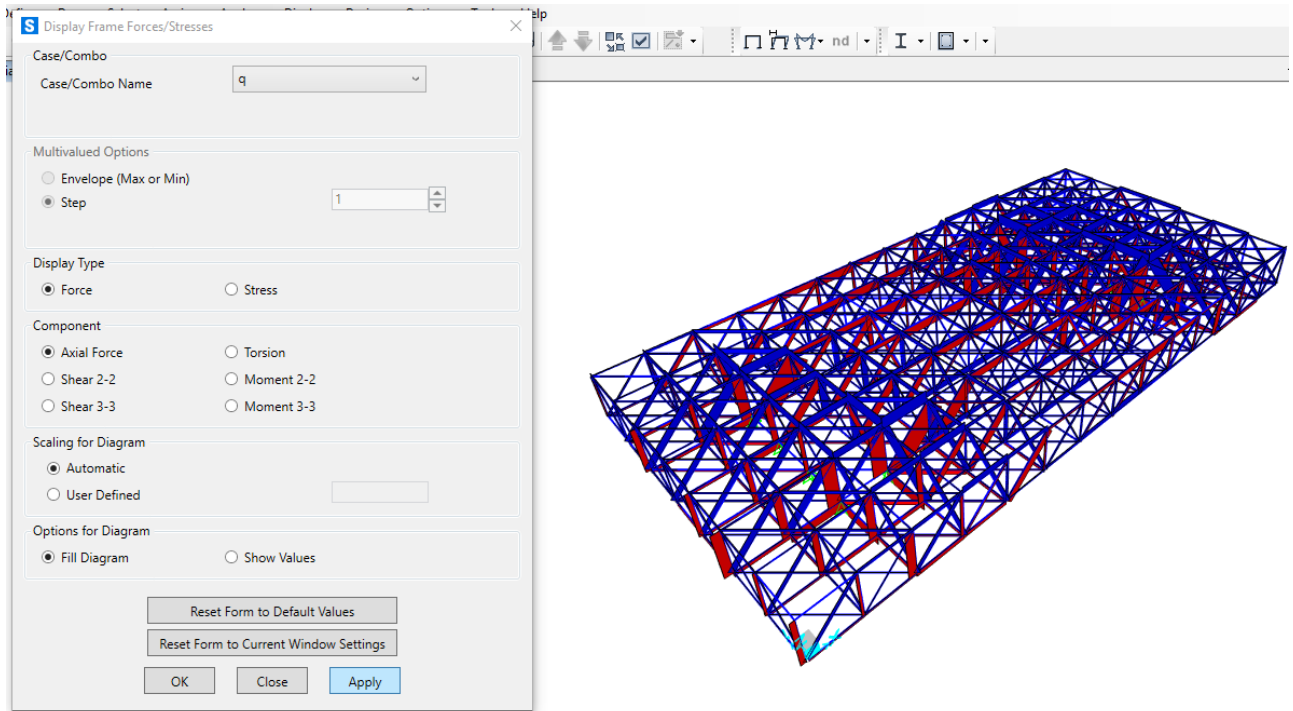 Help
S Display Frame Forces/Stresses
Case/Combo
Case/Combo Name q
Multivalued Options
Envelope (Max or Min)
Step 1
Display Type
Force Stress
Component
Axial Force Torsion
Shear 2-2 Moment 2-2
Shear 3-3 Moment 3-3
Scaling for Diagram
Automatic
User Defined
Options for Diagram
Fill Diagram Show Values
Reset Form to Default Values
Reset Form to Current Window Settings
OK Close Apply
nd